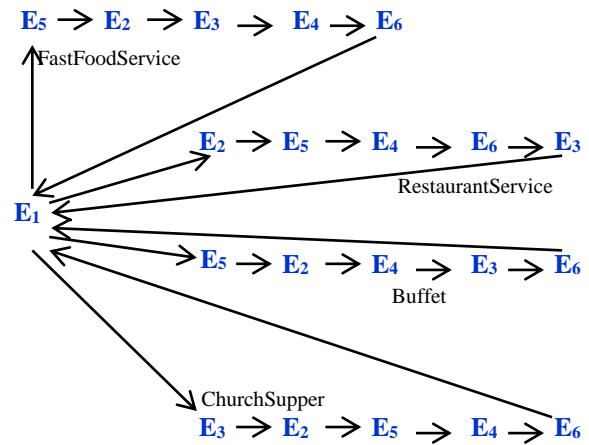 E5 E2 E3 E4 E6
FastFoodService
E2 E5 E4 E6 E3
RestaurantService
E1
E5 E2 E4 E3 E6
Buffet
ChurchSupper
E3 E2 E5 E4 E6